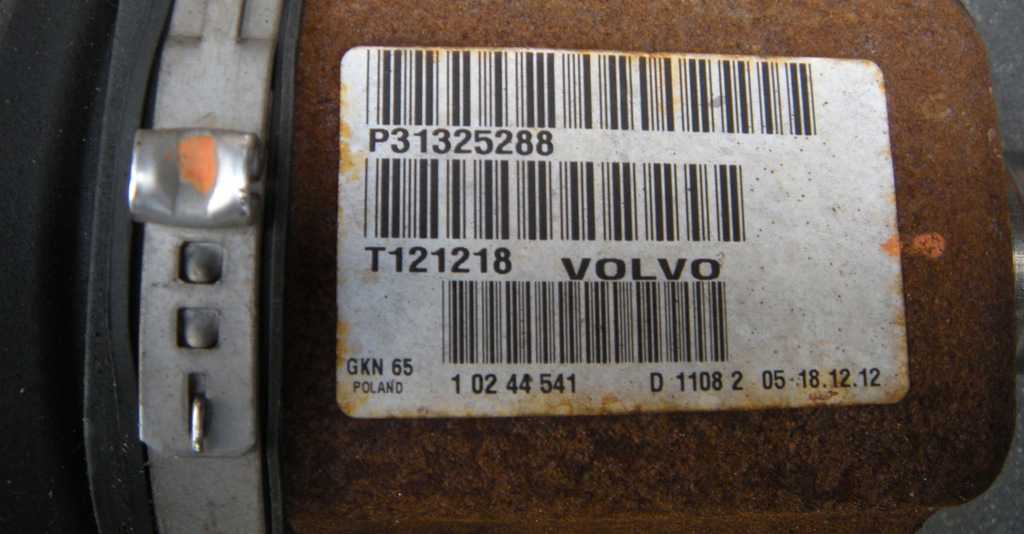 P31325288
T121218 VOLVO
GKN 65
POLAND
1 02 44 541 D 1108 2 05-18.12.12